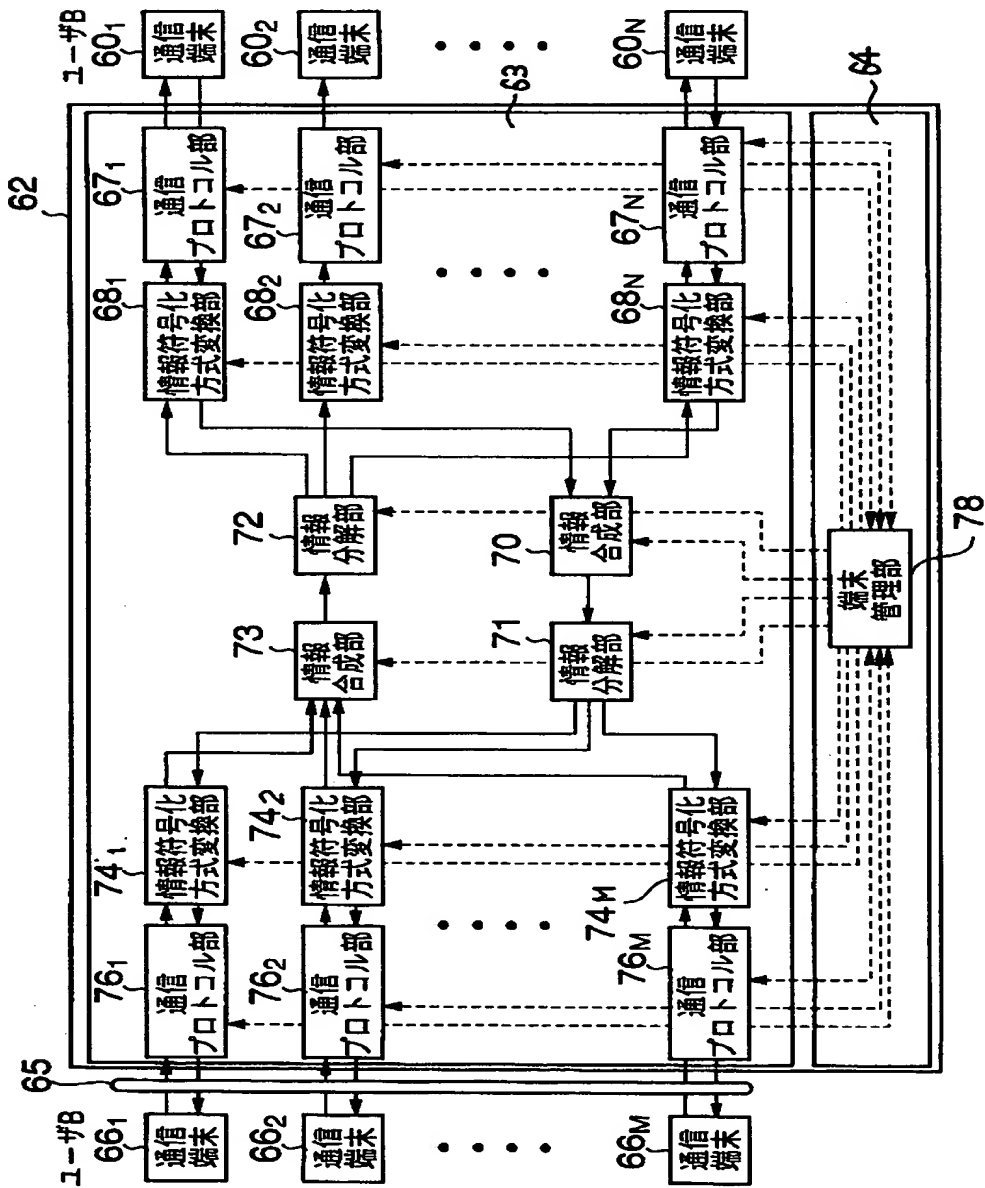 62
63
64
65
ユーザB
66₁
通信
端末
66₂
通信
端末
66M
通信
端末
76₁
通信
プロトコル部
76₂
通信
プロトコル部
76M
通信
プロトコル部
74₁
情報符号化
方式変換部
74₂
情報符号化
方式変換部
74M
情報符号化
方式変換部
73
情報
合成部
71
情報
分解部
72
情報
分解部
70
情報
合成部
68₁
情報符号化
方式変換部
68₂
情報符号化
方式変換部
68N
情報符号化
方式変換部
67₁
通信
プロトコル部
67₂
通信
プロトコル部
67N
通信
プロトコル部
ユーザB
60₁
通信
端末
60₂
通信
端末
60N
通信
端末
端末
管理部
78